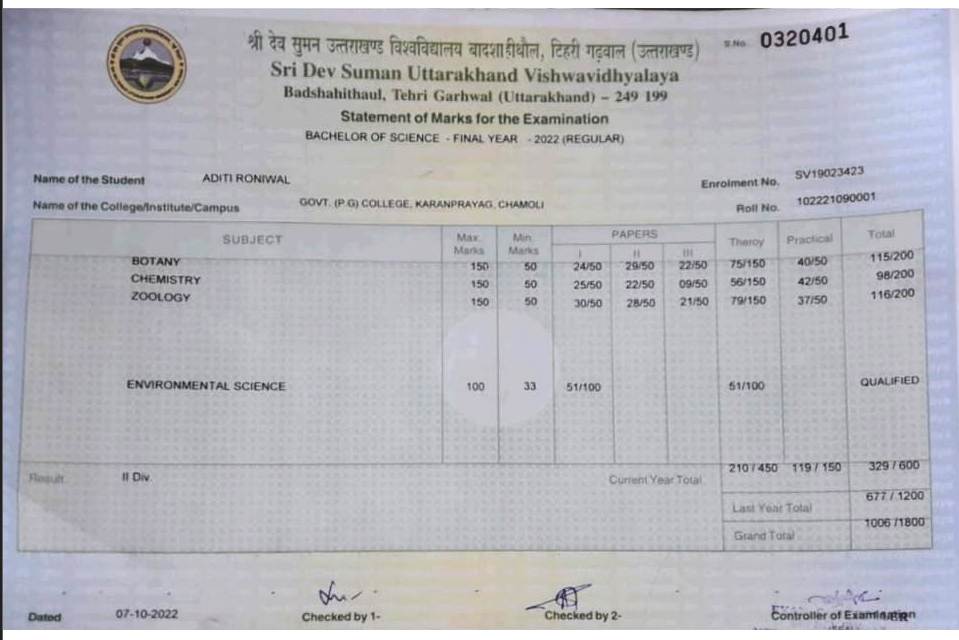 श्री देव सुमन उत्तराखण्ड विश्वविद्यालय बादशाहीथौल, टिहरी गढ़वाल (उत्तराखण्ड)
S.No. 0320401
Sri Dev Suman Uttarakhand Vishwavidhyalaya
Badshahithaul, Tehri Garhwal (Uttarakhand) – 249 199
Statement of Marks for the Examination
BACHELOR OF SCIENCE - FINAL YEAR - 2022 (REGULAR)
Name of the Student ADITI RONIWAL Enrolment No. SV19023423
Name of the College/Institute/Campus GOVT. (P.G) COLLEGE, KARANPRAYAG, CHAMOLI Roll No. 102221090001
SUBJECT Max. Marks Min. Marks PAPERS I II III Theroy Practical Total
BOTANY 150 50 24/50 29/50 22/50 75/150 40/50 115/200
CHEMISTRY 150 50 25/50 22/50 09/50 56/150 42/50 98/200
ZOOLOGY 150 50 30/50 28/50 21/50 79/150 37/50 116/200
ENVIRONMENTAL SCIENCE 100 33 51/100 51/100 QUALIFIED
Result II Div. Current Year Total 210 / 450 119 / 150 329 / 600
Last Year Total 677 / 1200
Grand Total 1006 /1800
Dated 07-10-2022 Checked by 1- Checked by 2- Controller of Examination